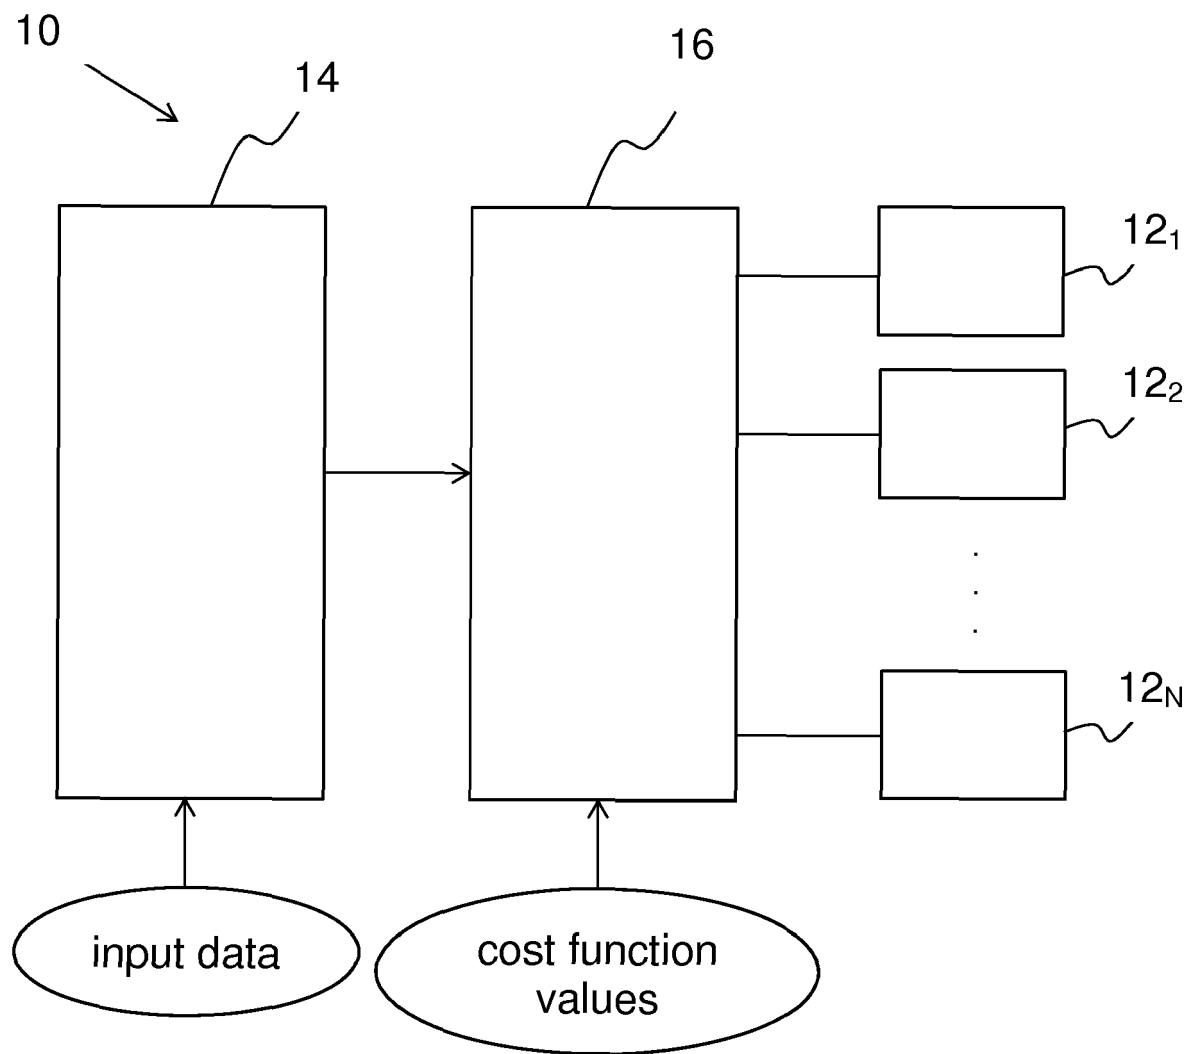 10
14
16
12₁
12₂
.
.
.
12ₙ
input data
cost function
values